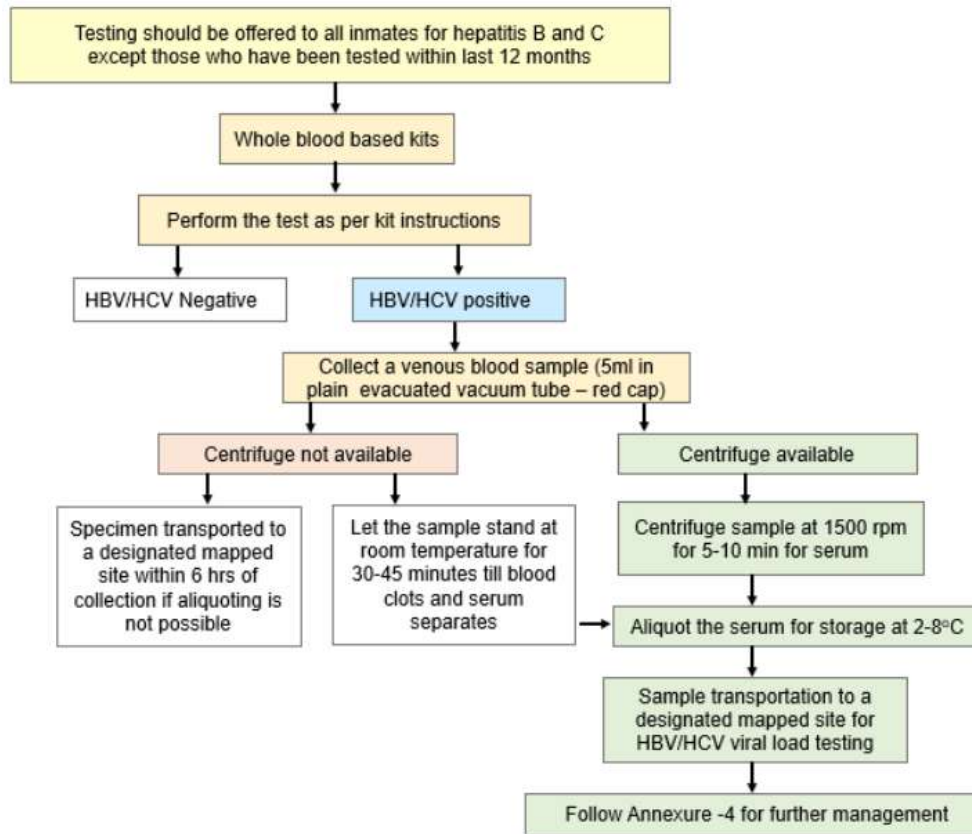 Testing should be offered to all inmates for hepatitis B and C
except those who have been tested within last 12 months
Whole blood based kits
Perform the test as per kit instructions
HBV/HCV Negative
HBV/HCV positive
Collect a venous blood sample (5ml in
plain evacuated vacuum tube – red cap)
Centrifuge not available
Centrifuge available
Specimen transported to
a designated mapped
site within 6 hrs of
collection if aliquoting is
not possible
Let the sample stand at
room temperature for
30-45 minutes till blood
clots and serum
separates
Centrifuge sample at 1500 rpm
for 5-10 min for serum
Aliquot the serum for storage at 2-8°C
Sample transportation to a
designated mapped site for
HBV/HCV viral load testing
Follow Annexure -4 for further management